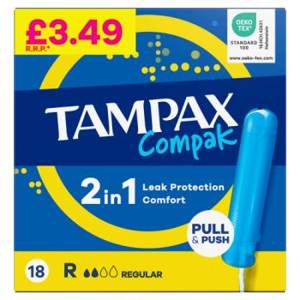 £3.49
R.R.P.*
OEKO
TEX®
STANDARD
100
www.oeko-tex.com
TAMPAX
Compak
2 in 1
Leak Protection
Comfort
PULL
& PUSH
18
R
REGULAR